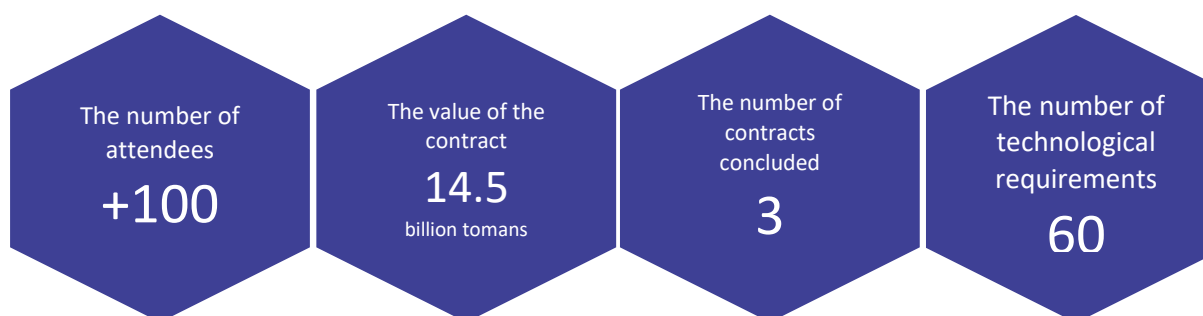 The number of
attendees
+100
The value of the
contract
14.5
billion tomans
The number of
contracts
concluded
3
The number of
technological
requirements
60